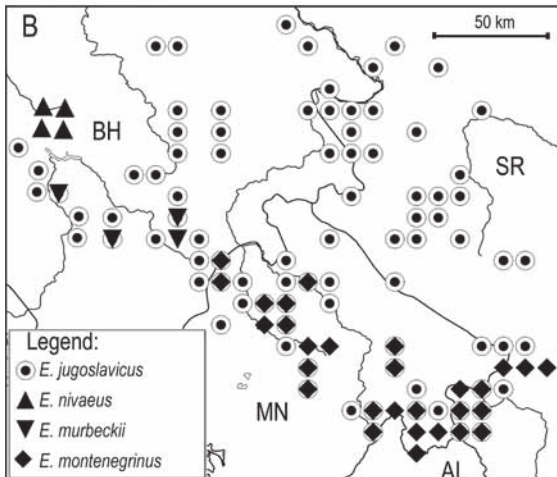 B
50 km
BH
SR
Legend:
E. jugoslavicus
E. nivaeus
E. murbeckii
E. montenegrinus
MN
AL